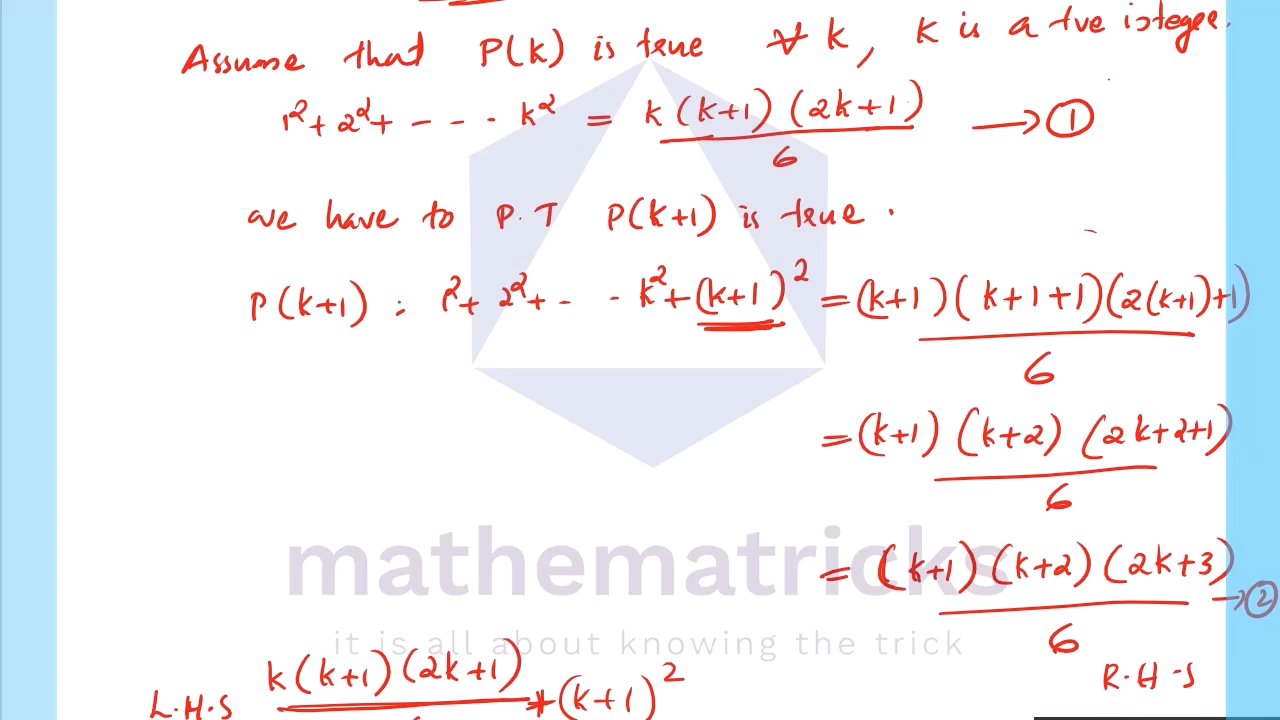 Assume that P(k) is true ∀ k, k is a +ve integer.
1² + 2² + - - - . k² = k (k+1) (2k+1) / 6 → ①
we have to P.T P(k+1) is true .
P(k+1) : 1² + 2² + - - . k² + (k+1)² = (k+1) (k+1+1) (2(k+1)+1) / 6
= (k+1) (k+2) (2k+2+1) / 6
= (k+1) (k+2) (2k+3) / 6 → ②
mathematricks
it is all about knowing the trick
R.H.S
L.H.S k (k+1) (2k+1) / 6 + (k+1)²